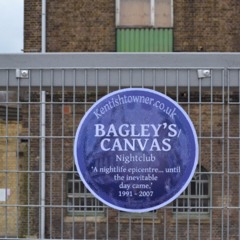 Kentishtowner.co.uk
BAGLEY'S
CANVAS
Nightclub
'A nightlife epicentre... until
the inevitable
day came.'
1991 - 2007